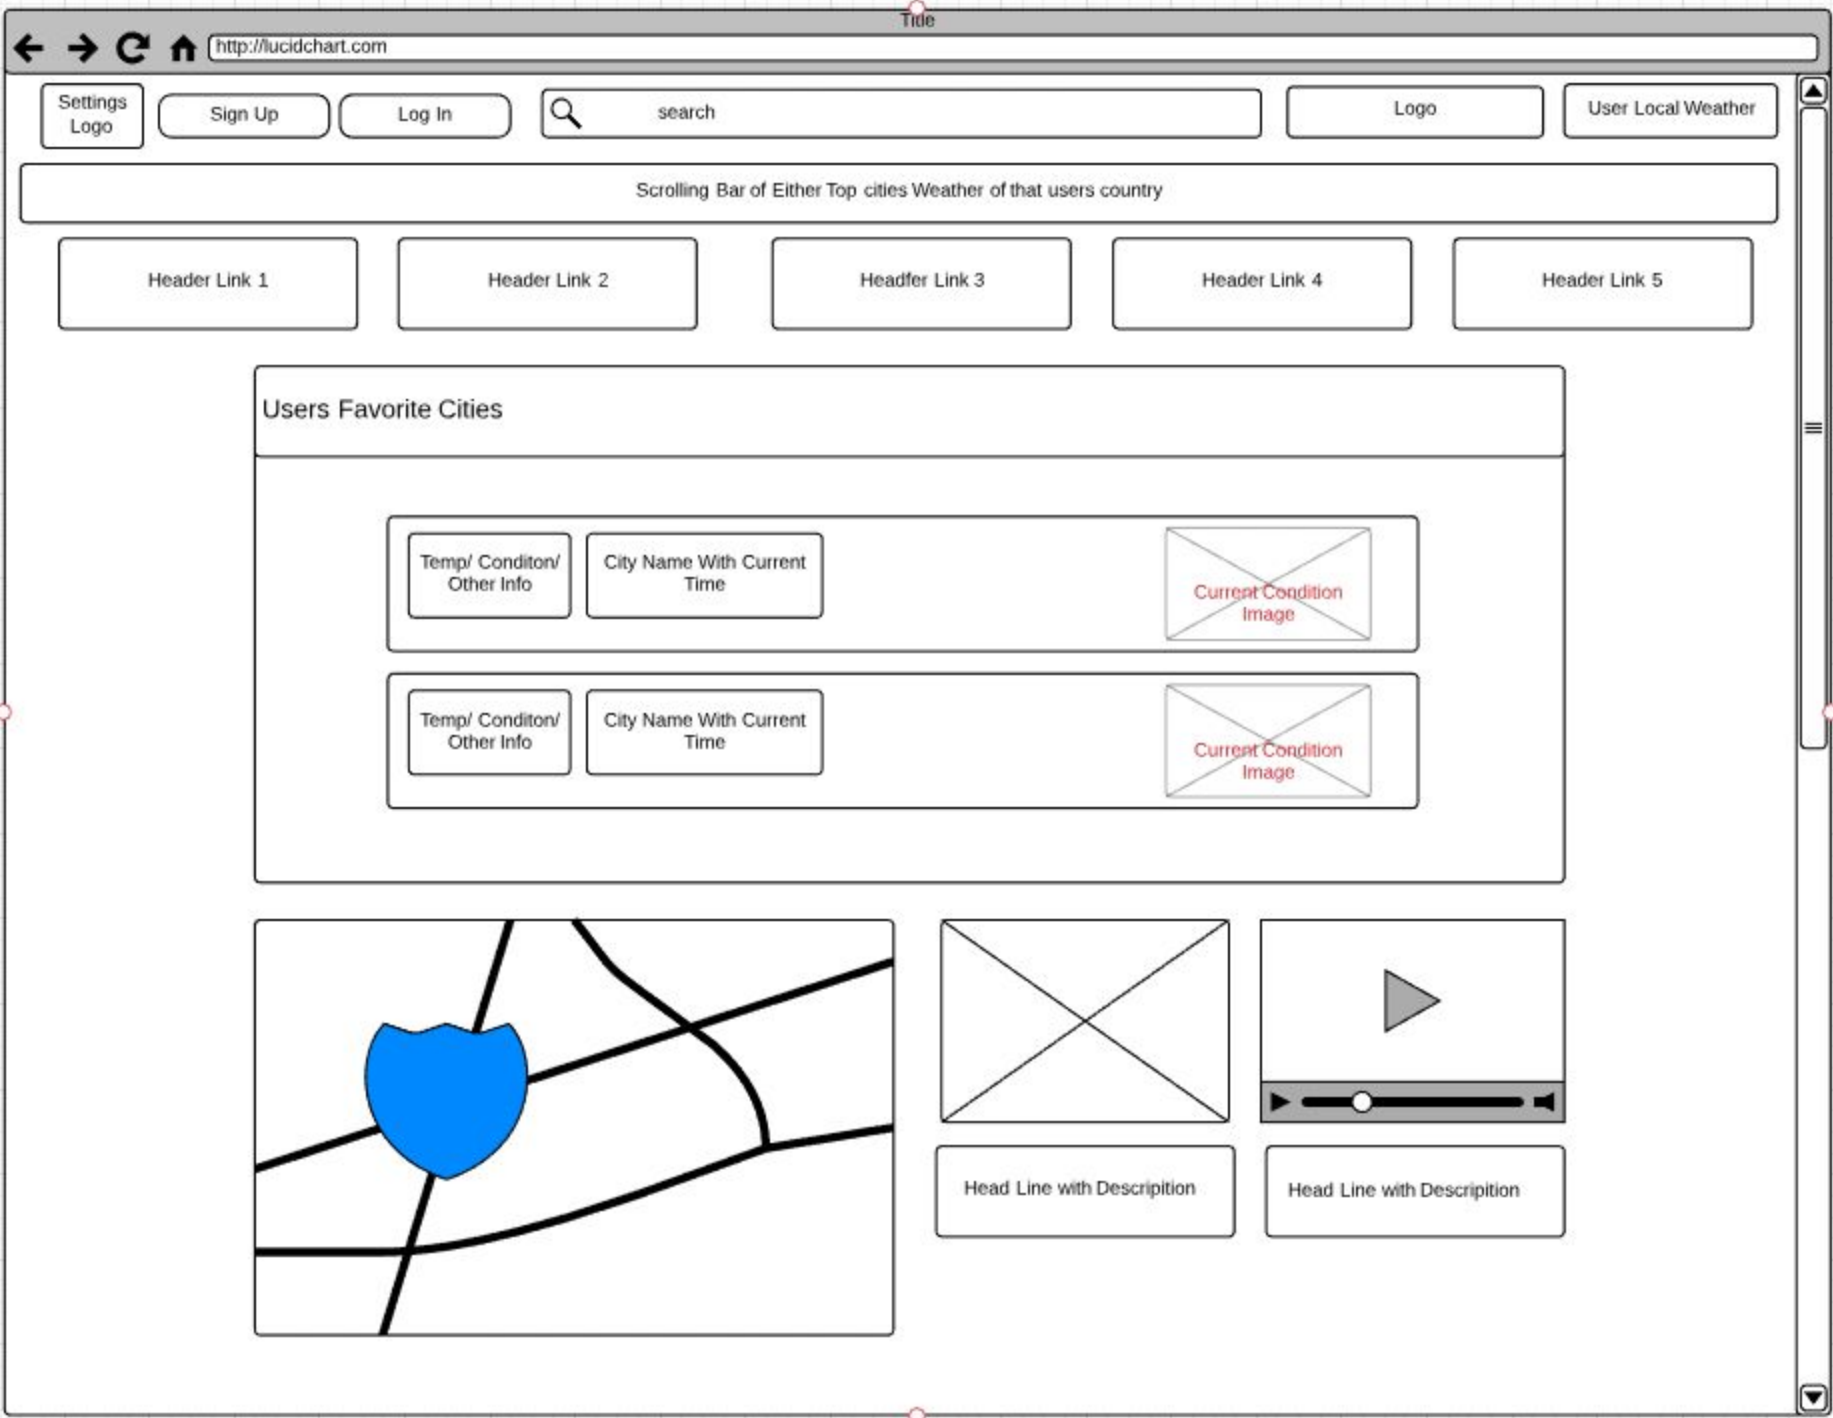 Title
http://lucidchart.com
Settings
Logo
Sign Up
Log In
search
Logo
User Local Weather
Scrolling Bar of Either Top cities Weather of that users country
Header Link 1
Header Link 2
Headfer Link 3
Header Link 4
Header Link 5
Users Favorite Cities
Temp/ Conditon/
Other Info
City Name With Current
Time
Current Condition
Image
Temp/ Conditon/
Other Info
City Name With Current
Time
Current Condition
Image
Head Line with Descripition
Head Line with Descripition